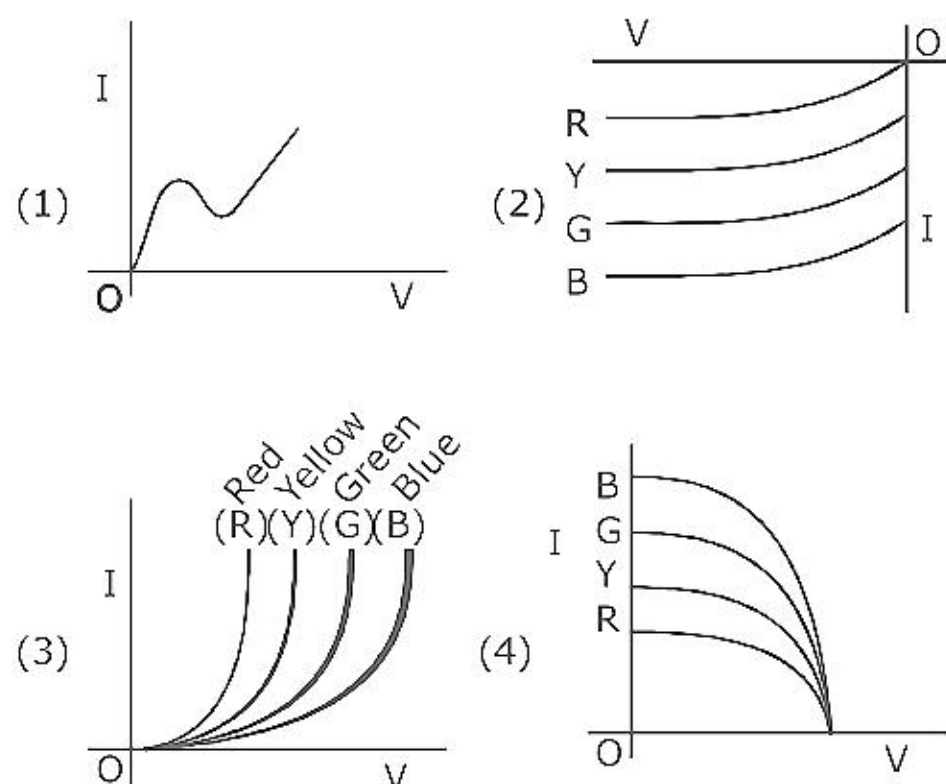 I
(1)
O
V
V
O
R
Y
(2)
G
I
B
Red Yellow Green Blue
(R) (Y) (G) (B)
I
(3)
O
V
B
G
I
Y
R
(4)
O
V